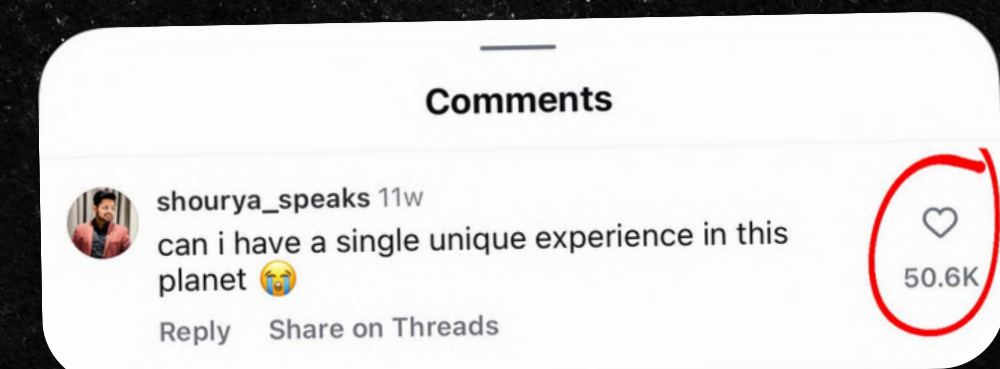 Comments
shourya_speaks 11w
can i have a single unique experience in this
planet 😭
Reply Share on Threads
50.6K